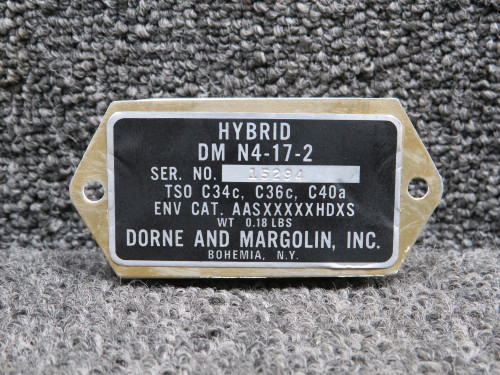 HYBRID
DM N4-17-2
SER. NO. 15294
TSO C34c, C36c, C40a
ENV CAT. AASXXXXXHDXS
WT 0.18 LBS
DORNE AND MARGOLIN, INC.
BOHEMIA, N.Y.